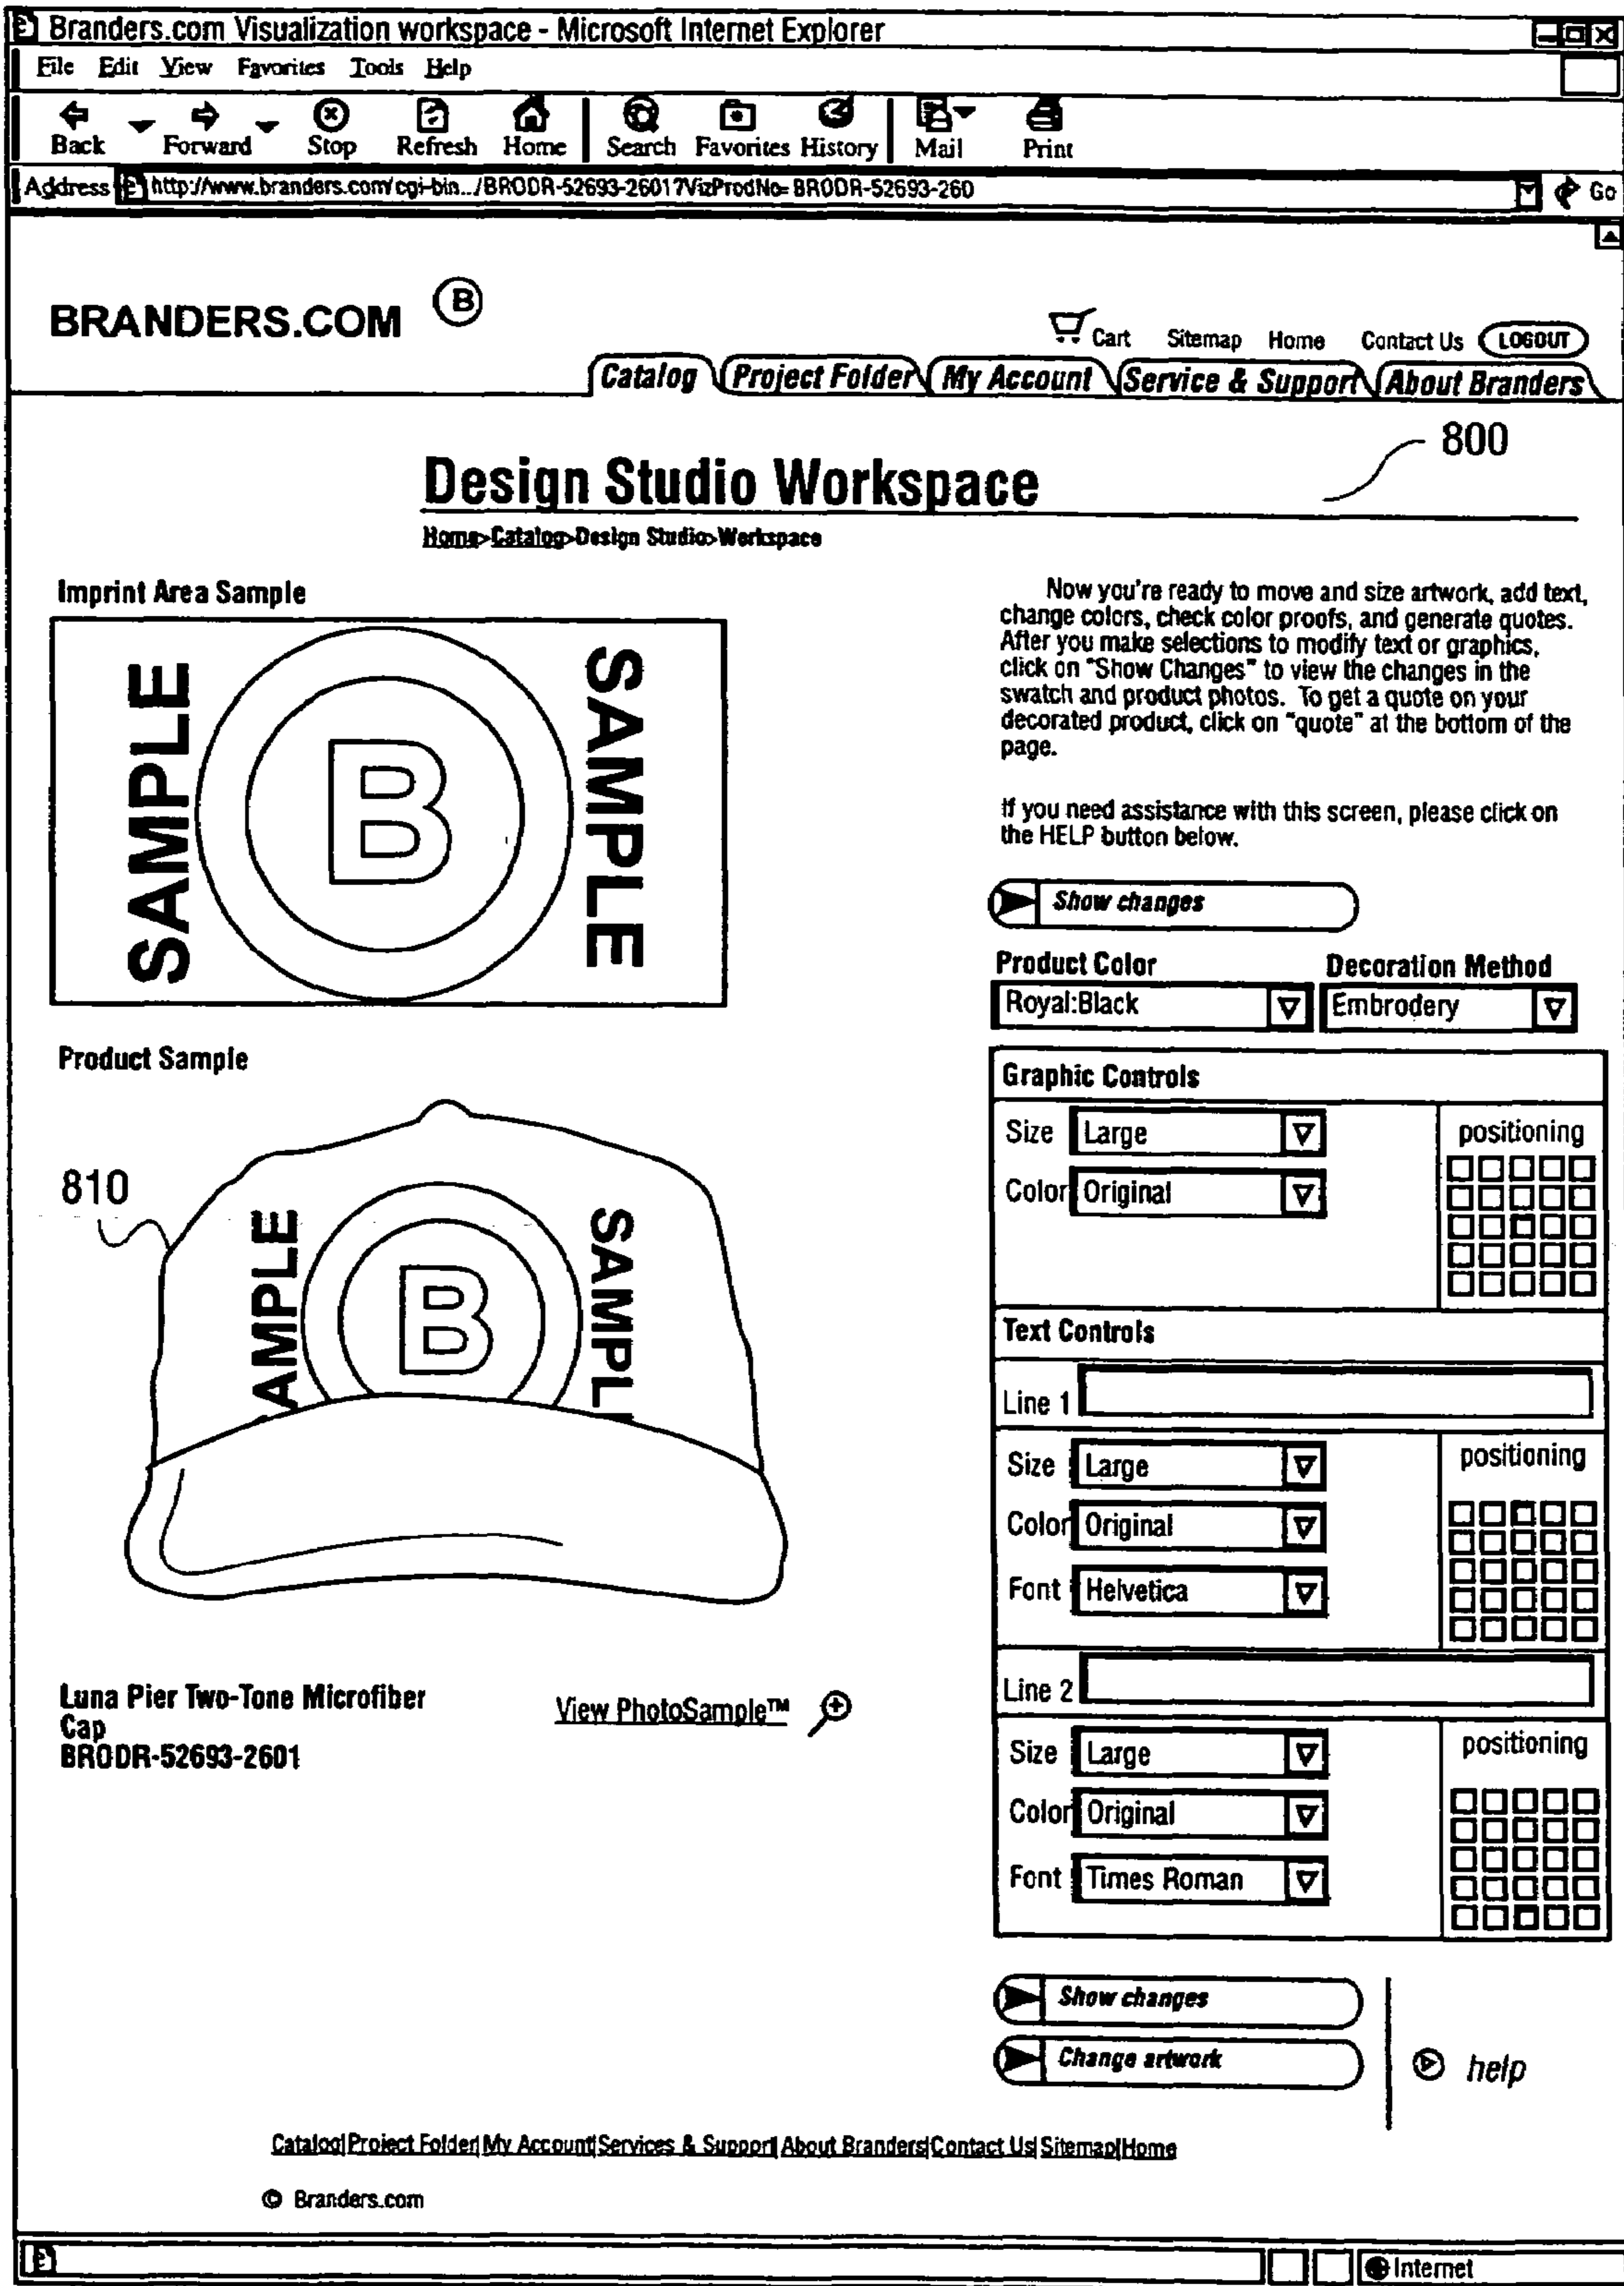 Branders.com Visualization workspace - Microsoft Internet Explorer
File Edit View Favorites Tools Help
Back Forward Stop Refresh Home Search Favorites History Mail Print
Address http://www.branders.com/cgi-bin.../BRODR-52693-2601?VizProdNo=BRODR-52693-260 Go
BRANDERS.COM B
Cart Sitemap Home Contact Us LOGOUT
Catalog Project Folder My Account Service & Support About Branders
800
Design Studio Workspace
Home>Catalog>Design Studio>Workspace
Imprint Area Sample
SAMPLE B SAMPLE
Product Sample
810
AMPLE B SAMPL
Luna Pier Two-Tone Microfiber
Cap
BRODR-52693-2601
View PhotoSample™
Now you're ready to move and size artwork, add text,
change colors, check color proofs, and generate quotes.
After you make selections to modify text or graphics,
click on "Show Changes" to view the changes in the
swatch and product photos. To get a quote on your
decorated product, click on "quote" at the bottom of the
page.
If you need assistance with this screen, please click on
the HELP button below.
Show changes
Product Color Decoration Method
Royal:Black Embrodery
Graphic Controls
Size Large positioning
Color Original
Text Controls
Line 1
Size Large positioning
Color Original
Font Helvetica
Line 2
Size Large positioning
Color Original
Font Times Roman
Show changes
Change artwork
help
Catalog|Project Folder|My Account|Services & Support|About Branders|Contact Us|Sitemap|Home
© Branders.com
Internet